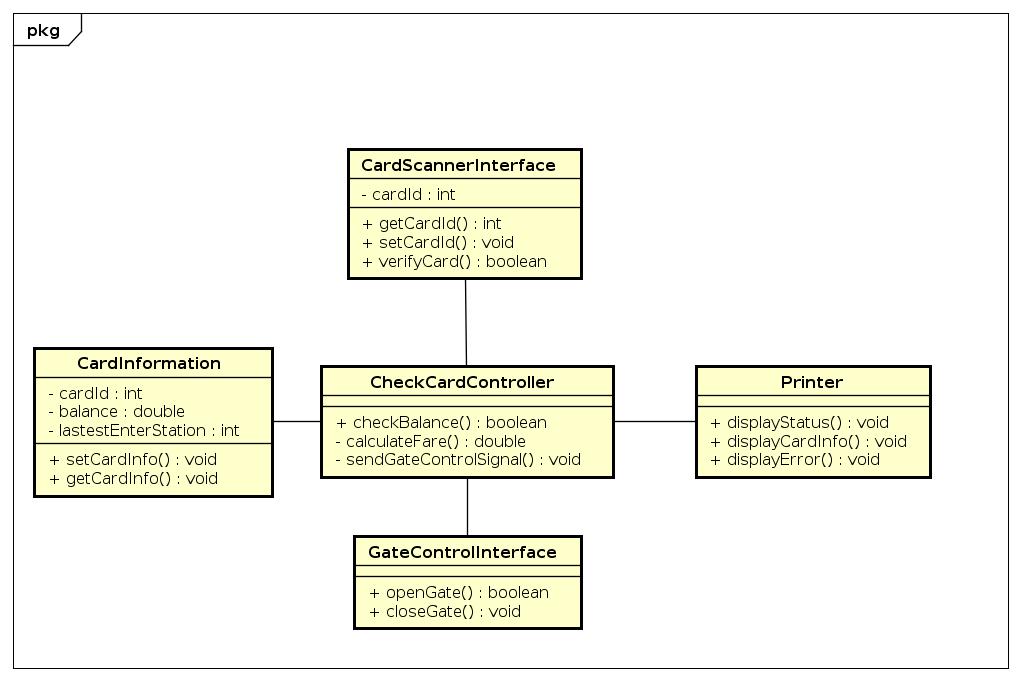 pkg
CardScannerInterface
- cardId : int
+ getCardId() : int
+ setCardId() : void
+ verifyCard() : boolean
CardInformation
- cardId : int
- balance : double
- lastestEnterStation : int
+ setCardInfo() : void
+ getCardInfo() : void
CheckCardController
+ checkBalance() : boolean
- calculateFare() : double
- sendGateControlSignal() : void
Printer
+ displayStatus() : void
+ displayCardInfo() : void
+ displayError() : void
GateControlInterface
+ openGate() : boolean
+ closeGate() : void